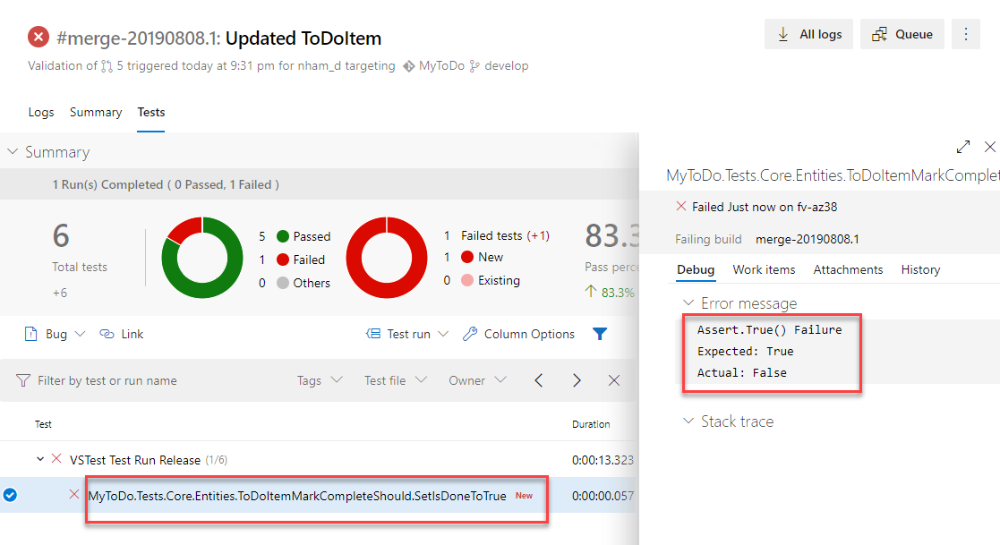 #merge-20190808.1: Updated ToDoItem
All logs
Queue
Validation of 5 triggered today at 9:31 pm for nham_d targeting MyToDo develop
Logs Summary Tests
Summary
1 Run(s) Completed ( 0 Passed, 1 Failed )
6
Total tests
+6
5 Passed
1 Failed
0 Others
1 Failed tests (+1)
1 New
0 Existing
83.3
Pass perce
83.3%
Bug Link Test run Column Options
Filter by test or run name Tags Test file Owner
Test Duration
VSTest Test Run Release (1/6) 0:00:13.323
MyToDo.Tests.Core.Entities.ToDoItemMarkCompleteShould.SetIsDoneToTrue New 0:00:00.057
MyToDo.Tests.Core.Entities.ToDoItemMarkComplet
Failed Just now on fv-az38
Failing build merge-20190808.1
Debug Work items Attachments History
Error message
Assert.True() Failure
Expected: True
Actual: False
Stack trace